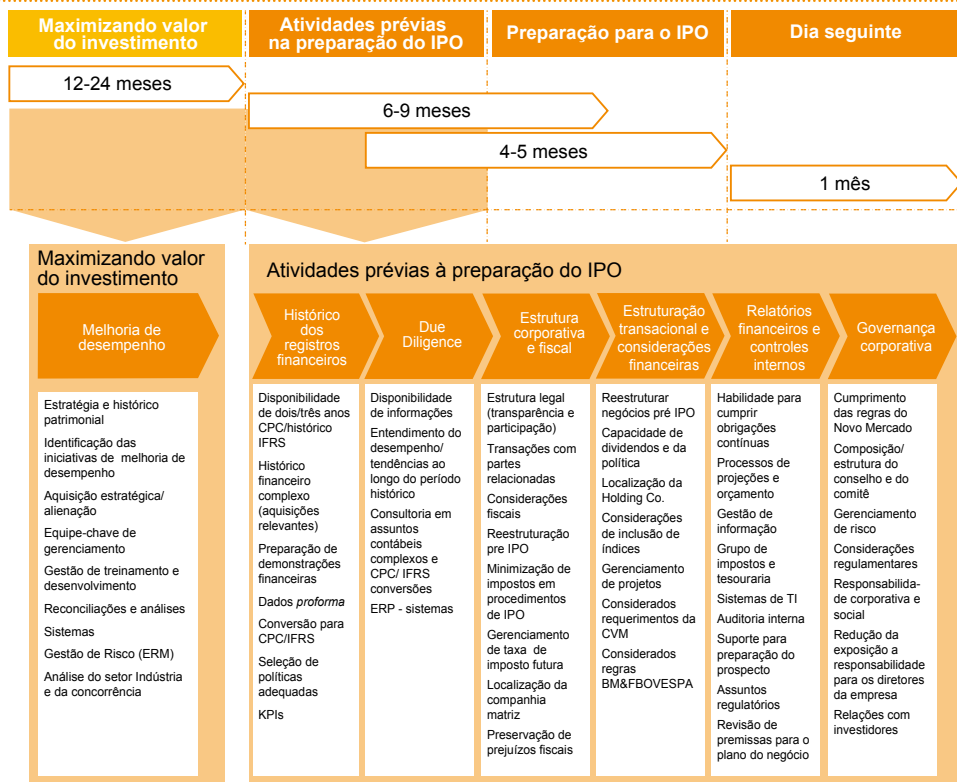 Maximizando valor
do investimento
Atividades prévias
na preparação do IPO
Preparação para o IPO
Dia seguinte
12-24 meses
6-9 meses
4-5 meses
1 mês
Maximizando valor
do investimento
Melhoria de
desempenho
Estratégia e histórico
patrimonial
Identificação das
iniciativas de melhoria de
desempenho
Aquisição estratégica/
alienação
Equipe-chave de
gerenciamento
Gestão de treinamento e
desenvolvimento
Reconciliações e análises
Sistemas
Gestão de Risco (ERM)
Análise do setor Indústria
e da concorrência
Atividades prévias à preparação do IPO
Histórico
dos
registros
financeiros
Disponibilidade
de dois/três anos
CPC/histórico
IFRS
Histórico
financeiro
complexo
(aquisições
relevantes)
Preparação de
demonstrações
financeiras
Dados proforma
Conversão para
CPC/IFRS
Seleção de
políticas
adequadas
KPIs
Due
Diligence
Disponibilidade
de informações
Entendimento do
desempenho/
tendências ao
longo do período
histórico
Consultoria em
assuntos
contábeis
complexos e
CPC/ IFRS
conversões
ERP - sistemas
Estrutura
corporativa
e fiscal
Estrutura legal
(transparência e
participação)
Transações com
partes
relacionadas
Considerações
fiscais
Reestruturação
pre IPO
Minimização de
impostos em
procedimentos
de IPO
Gerenciamento
de taxa de
imposto futura
Localização da
companhia
matriz
Preservação de
prejuízos fiscais
Estruturação
transacional e
considerações
financeiras
Reestruturar
negócios pré IPO
Capacidade de
dividendos e da
política
Localização da
Holding Co.
Considerações
de inclusão de
índices
Gerenciamento
de projetos
Considerados
requerimentos da
CVM
Considerados
regras
BM&FBOVESPA
Relatórios
financeiros e
controles
internos
Habilidade para
cumprir
obrigações
contínuas
Processos de
projeções e
orçamento
Gestão de
informação
Grupo de
impostos e
tesouraria
Sistemas de TI
Auditoria interna
Suporte para
preparação do
prospecto
Assuntos
regulatórios
Revisão de
premissas para o
plano do negócio
Governança
corporativa
Cumprimento
das regras do
Novo Mercado
Composição/
estrutura do
conselho e do
comitê
Gerenciamento
de risco
Considerações
regulamentares
Responsabilida-
de corporativa e
social
Redução da
exposição a
responsabilidade
para os diretores
da empresa
Relações com
investidores